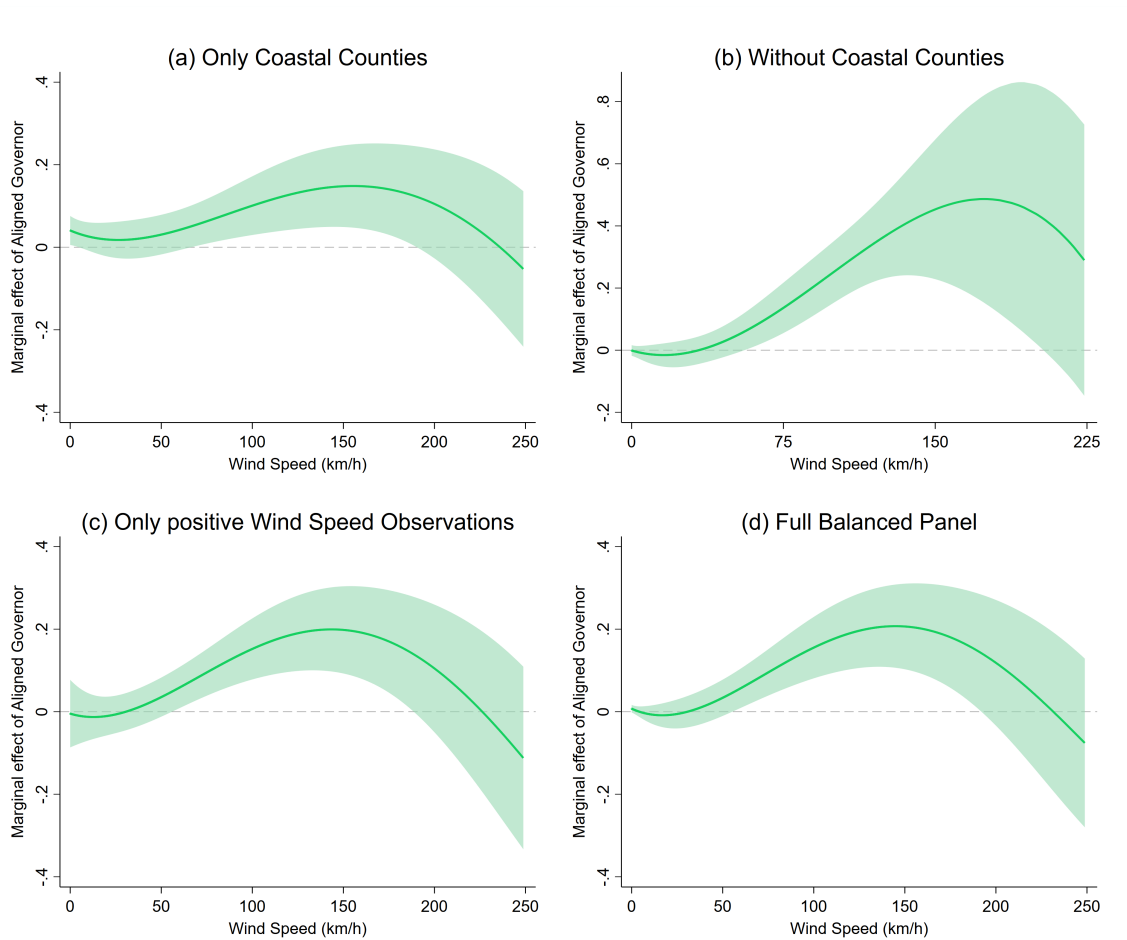 (a) Only Coastal Counties
Marginal effect of Aligned Governor
.4
.2
0
-.2
-.4
0 50 100 150 200 250
Wind Speed (km/h)
(b) Without Coastal Counties
Marginal effect of Aligned Governor
.8
.6
.4
.2
0
-.2
0 75 150 225
Wind Speed (km/h)
(c) Only positive Wind Speed Observations
Marginal effect of Aligned Governor
.4
.2
0
-.2
-.4
0 50 100 150 200 250
Wind Speed (km/h)
(d) Full Balanced Panel
Marginal effect of Aligned Governor
.4
.2
0
-.2
-.4
0 50 100 150 200 250
Wind Speed (km/h)